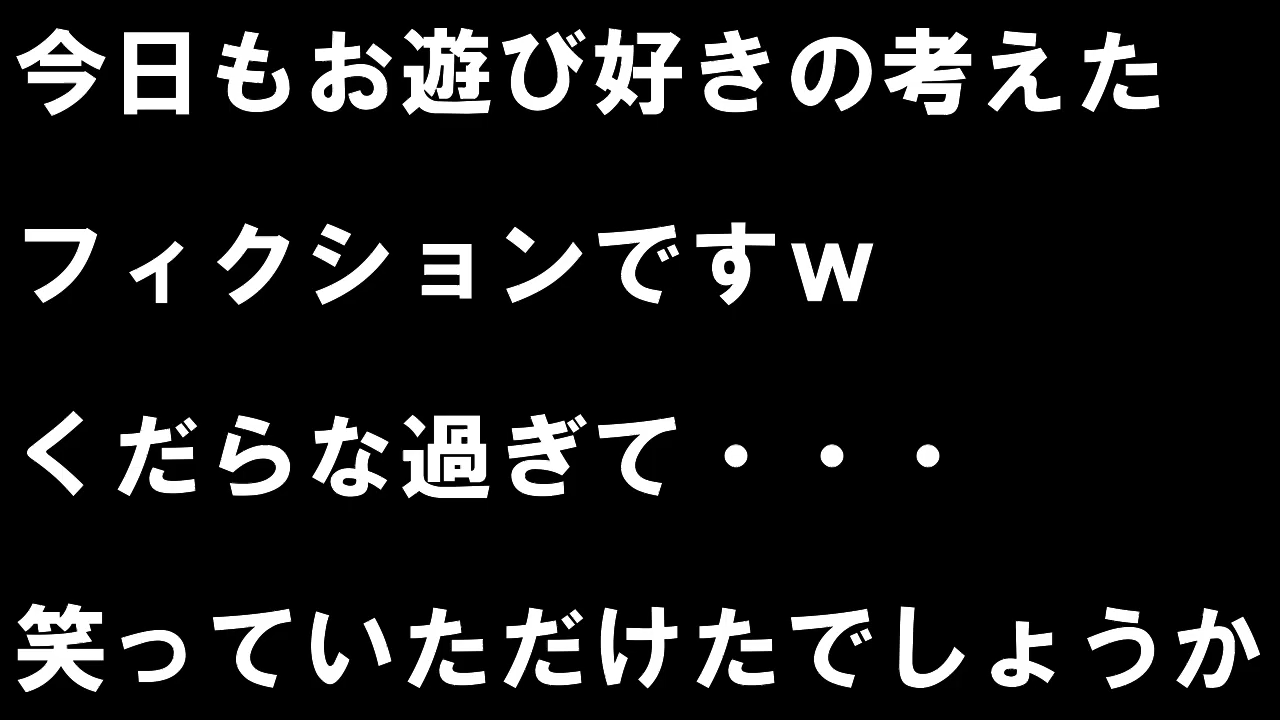 今日もお遊び好きの考えた
フィクションですｗ
くだらな過ぎて・・・
笑っていただけたでしょうか